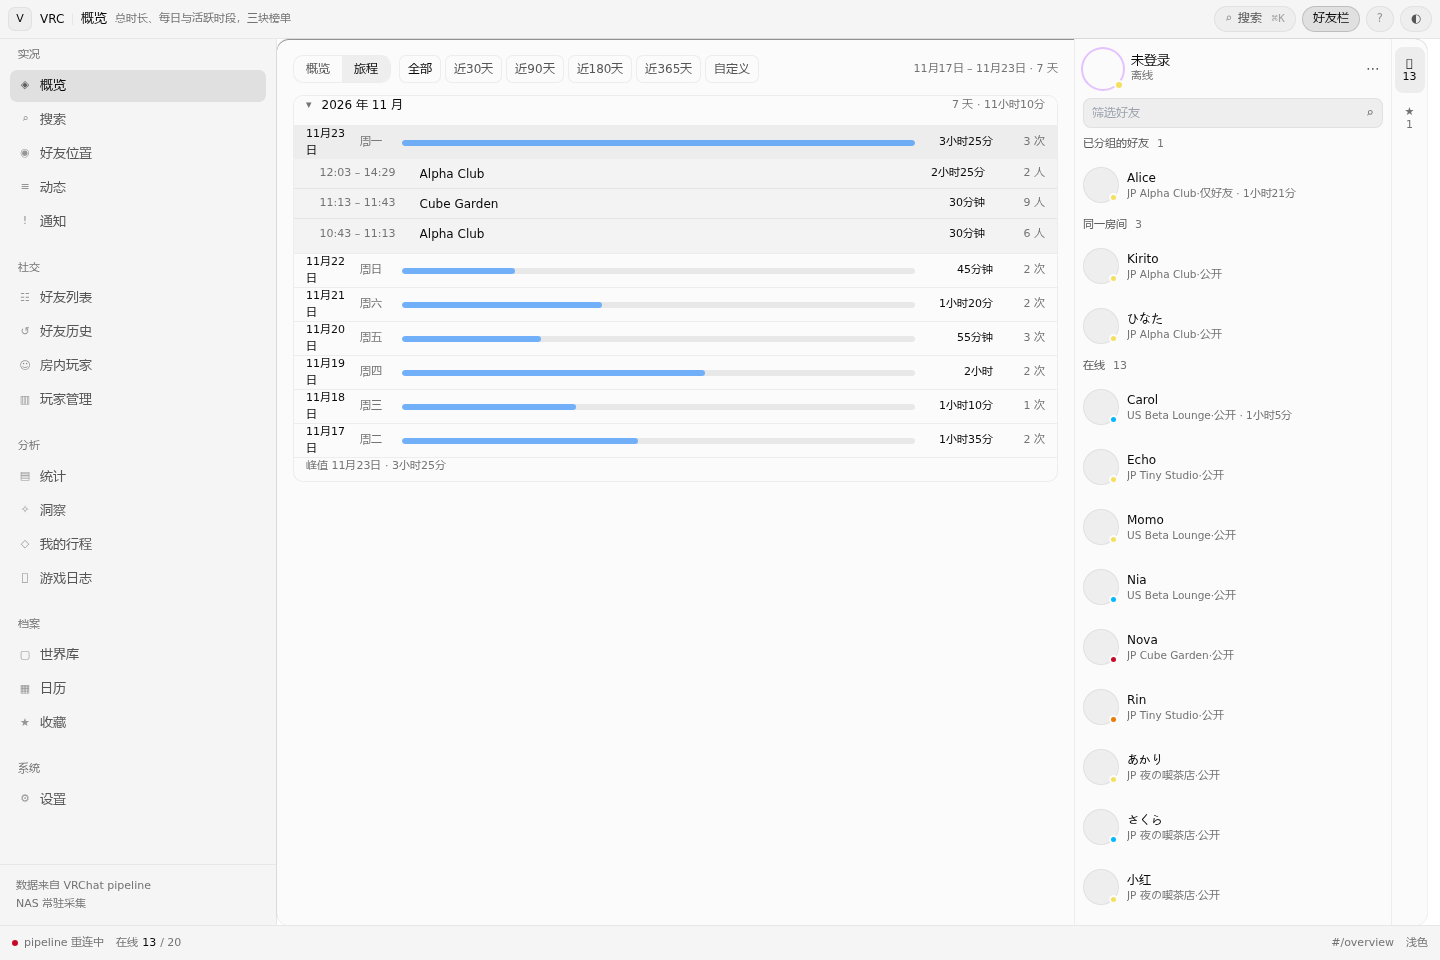 V VRC 概览 总时长、每日与活跃时段，三块榜单
搜索 ⌘K 好友栏 ?
实况
概览
搜索
好友位置
动态
通知
社交
好友列表
好友历史
房内玩家
玩家管理
分析
统计
洞察
我的行程
游戏日志
档案
世界库
日历
收藏
系统
设置
数据来自 VRChat pipeline
NAS 常驻采集
概览 旅程 全部 近30天 近90天 近180天 近365天 自定义 11月17日 – 11月23日 · 7 天
2026 年 11 月 7 天 · 11小时10分
11月23日 周一 3小时25分 3 次
12:03 – 14:29 Alpha Club 2小时25分 2 人
11:13 – 11:43 Cube Garden 30分钟 9 人
10:43 – 11:13 Alpha Club 30分钟 6 人
11月22日 周日 45分钟 2 次
11月21日 周六 1小时20分 2 次
11月20日 周五 55分钟 3 次
11月19日 周四 2小时 2 次
11月18日 周三 1小时10分 1 次
11月17日 周二 1小时35分 2 次
峰值 11月23日 · 3小时25分
未登录
离线
…
筛选好友
已分组的好友 1
Alice
JP Alpha Club·仅好友 · 1小时21分
同一房间 3
Kirito
JP Alpha Club·公开
ひなた
JP Alpha Club·公开
在线 13
Carol
US Beta Lounge·公开 · 1小时5分
Echo
JP Tiny Studio·公开
Momo
US Beta Lounge·公开
Nia
US Beta Lounge·公开
Nova
JP Cube Garden·公开
Rin
JP Tiny Studio·公开
あかり
JP 夜の喫茶店·公开
さくら
JP 夜の喫茶店·公开
小红
JP 夜の喫茶店·公开
13
★
1
pipeline 重连中 在线 13 / 20
#/overview 浅色